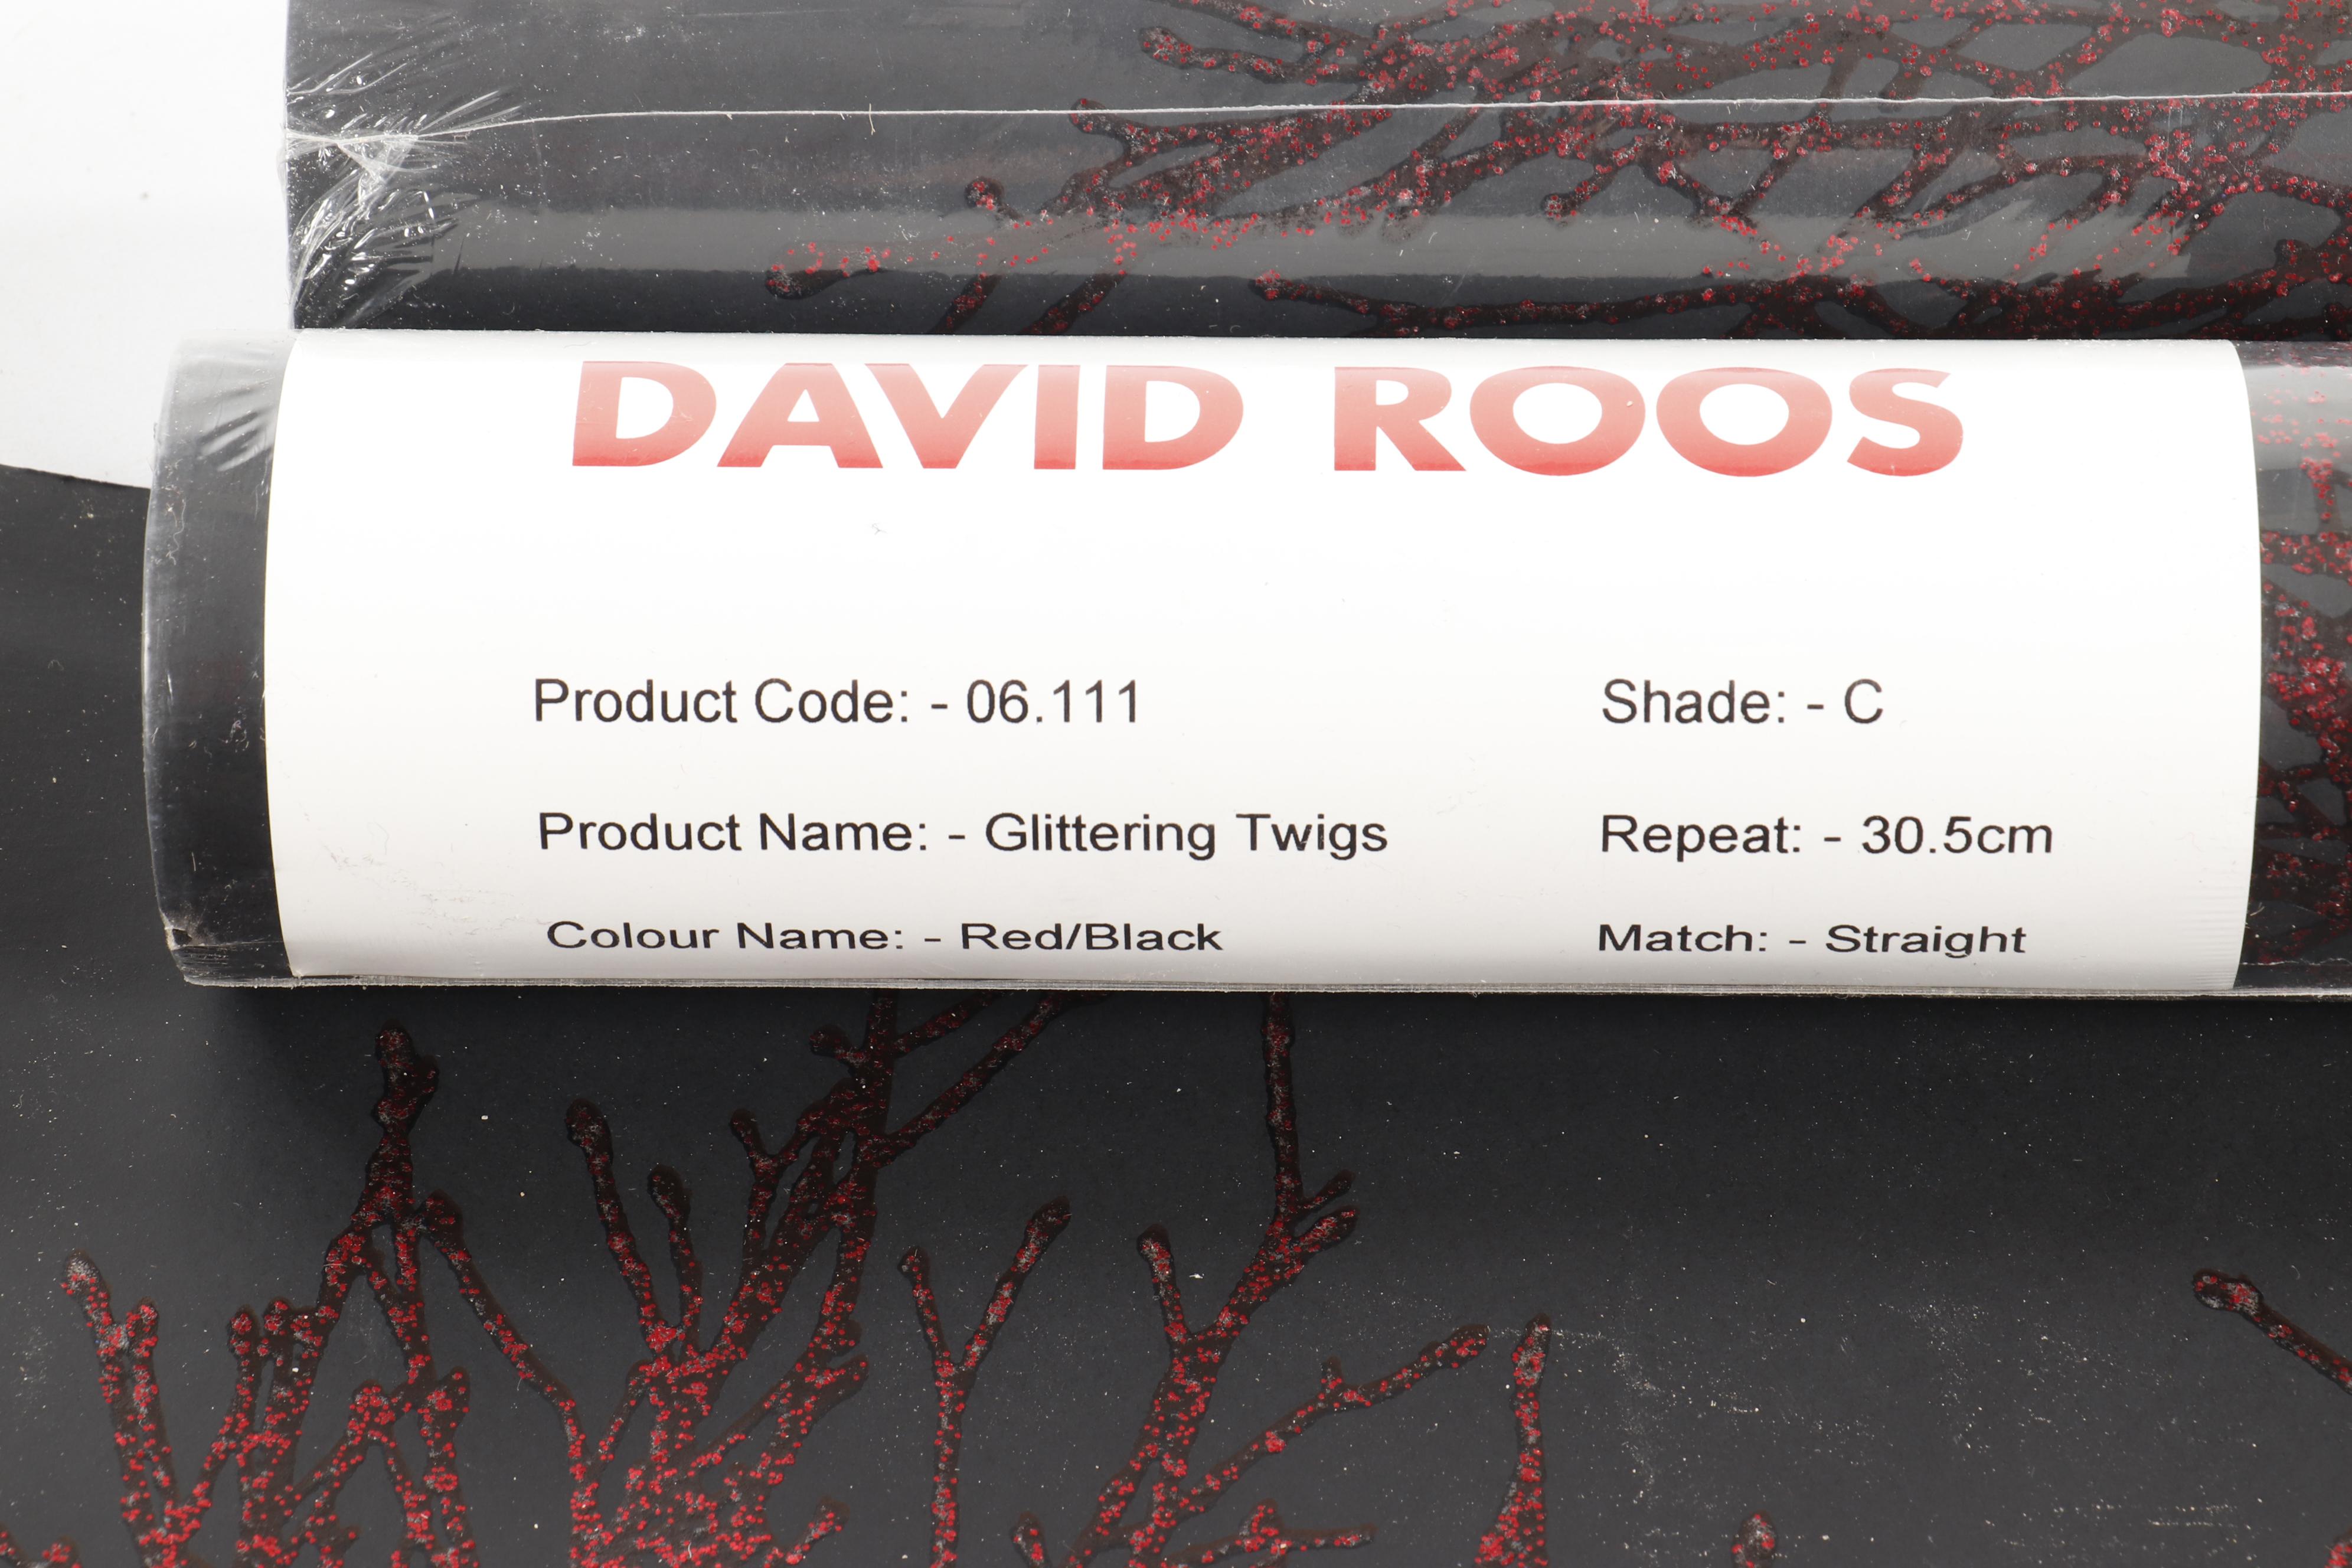 DAVID ROOS
Product Code: - 06.111 Shade: - C
Product Name: - Glittering Twigs Repeat: - 30.5cm
Colour Name: - Red/Black Match: - Straight